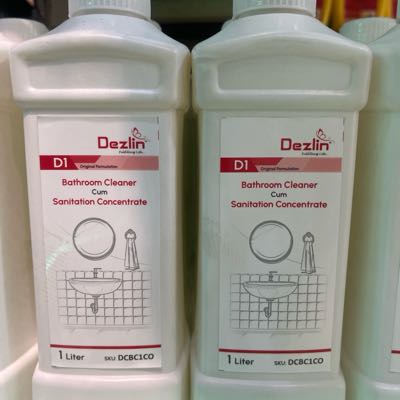 Dezlin
D1
Original Formulation
Bathroom Cleaner
Cum
Sanitation Concentrate
1 Liter
SKU: DCBC1CO
Dezlin
D1
Original Formulation
Bathroom Cleaner
Cum
Sanitation Concentrate
1 Liter
SKU: DCBC1CO